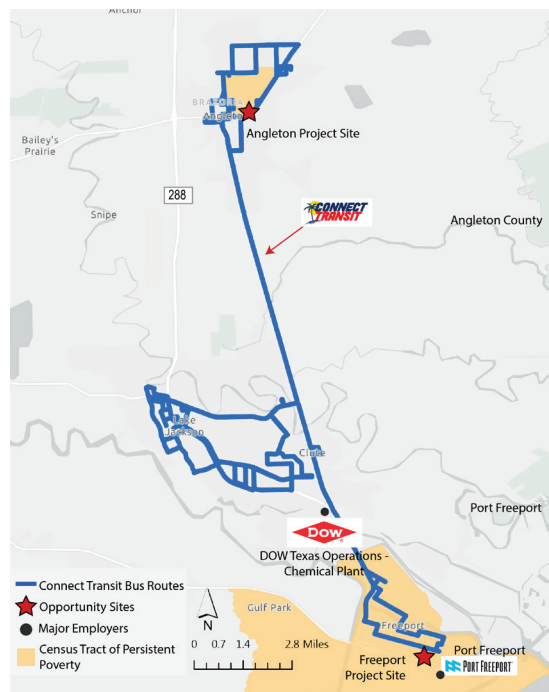 Anchor
BRAZORIA
Angleton
Angleton Project Site
Bailey's
Prairie
288
Snipe
CONNECT
TRANSIT
Angleton County
Lake
Jackson
Clute
Port Freeport
DOW
DOW Texas Operations -
Chemical Plant
Connect Transit Bus Routes
Opportunity Sites
Major Employers
Census Tract of Persistent
Poverty
N
0 0.7 1.4 2.8 Miles
Gulf Park
Freeport
Freeport
Project Site
Port Freeport
PORT FREEPORT